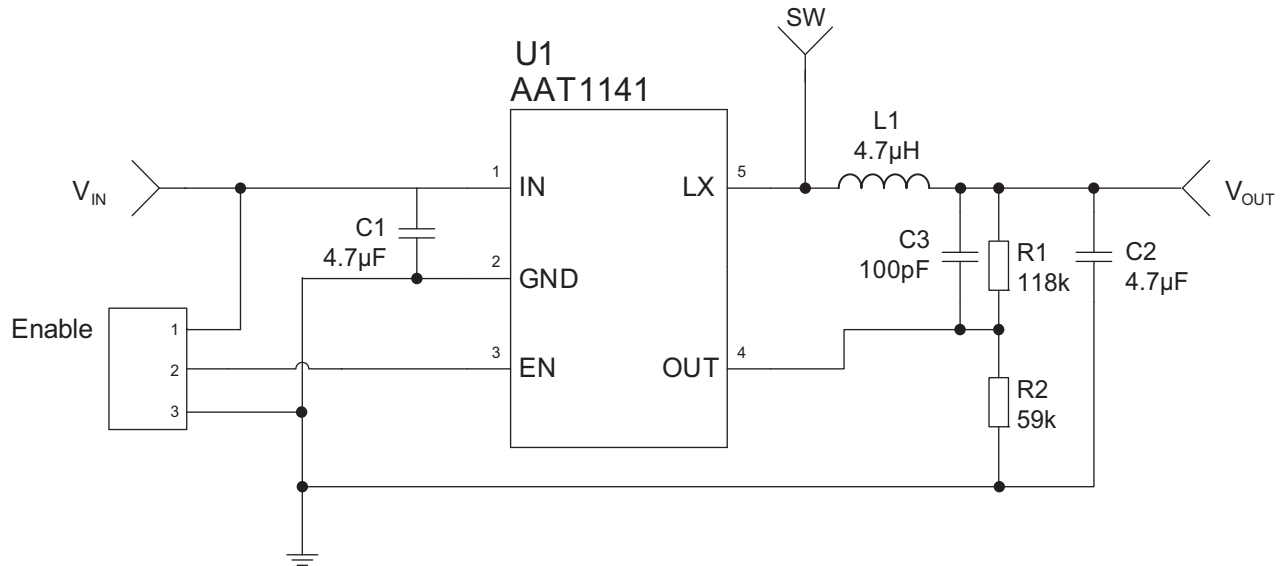 SW
U1
AAT1141
L1
4.7µH
V_IN
1
IN
LX
5
V_OUT
C1
4.7µF
C3
100pF
R1
118k
C2
4.7µF
2
GND
Enable
1
2
3
3
EN
OUT
4
R2
59k